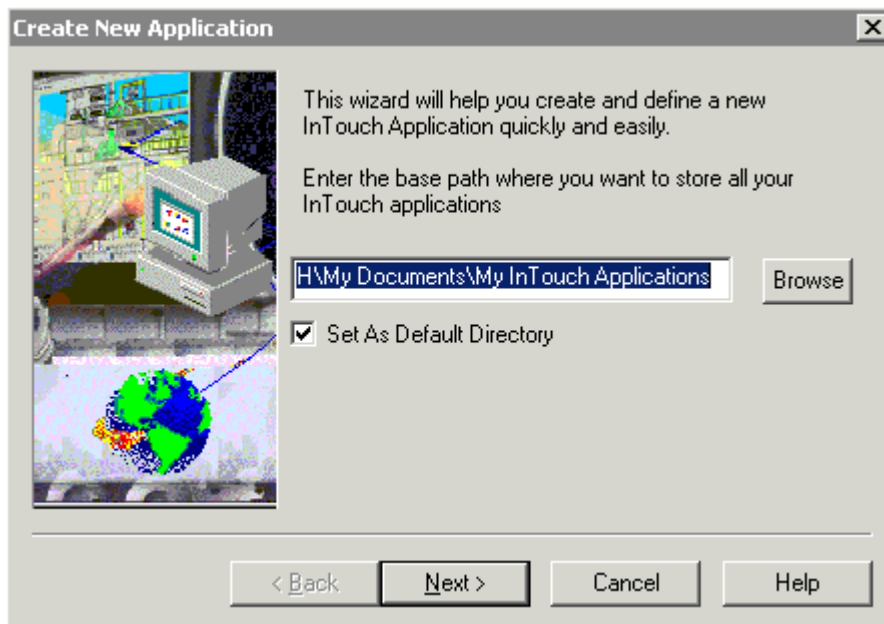 Create New Application
This wizard will help you create and define a new
InTouch Application quickly and easily.
Enter the base path where you want to store all your
InTouch applications
H\My Documents\My InTouch Applications
Browse
Set As Default Directory
< Back
Next >
Cancel
Help